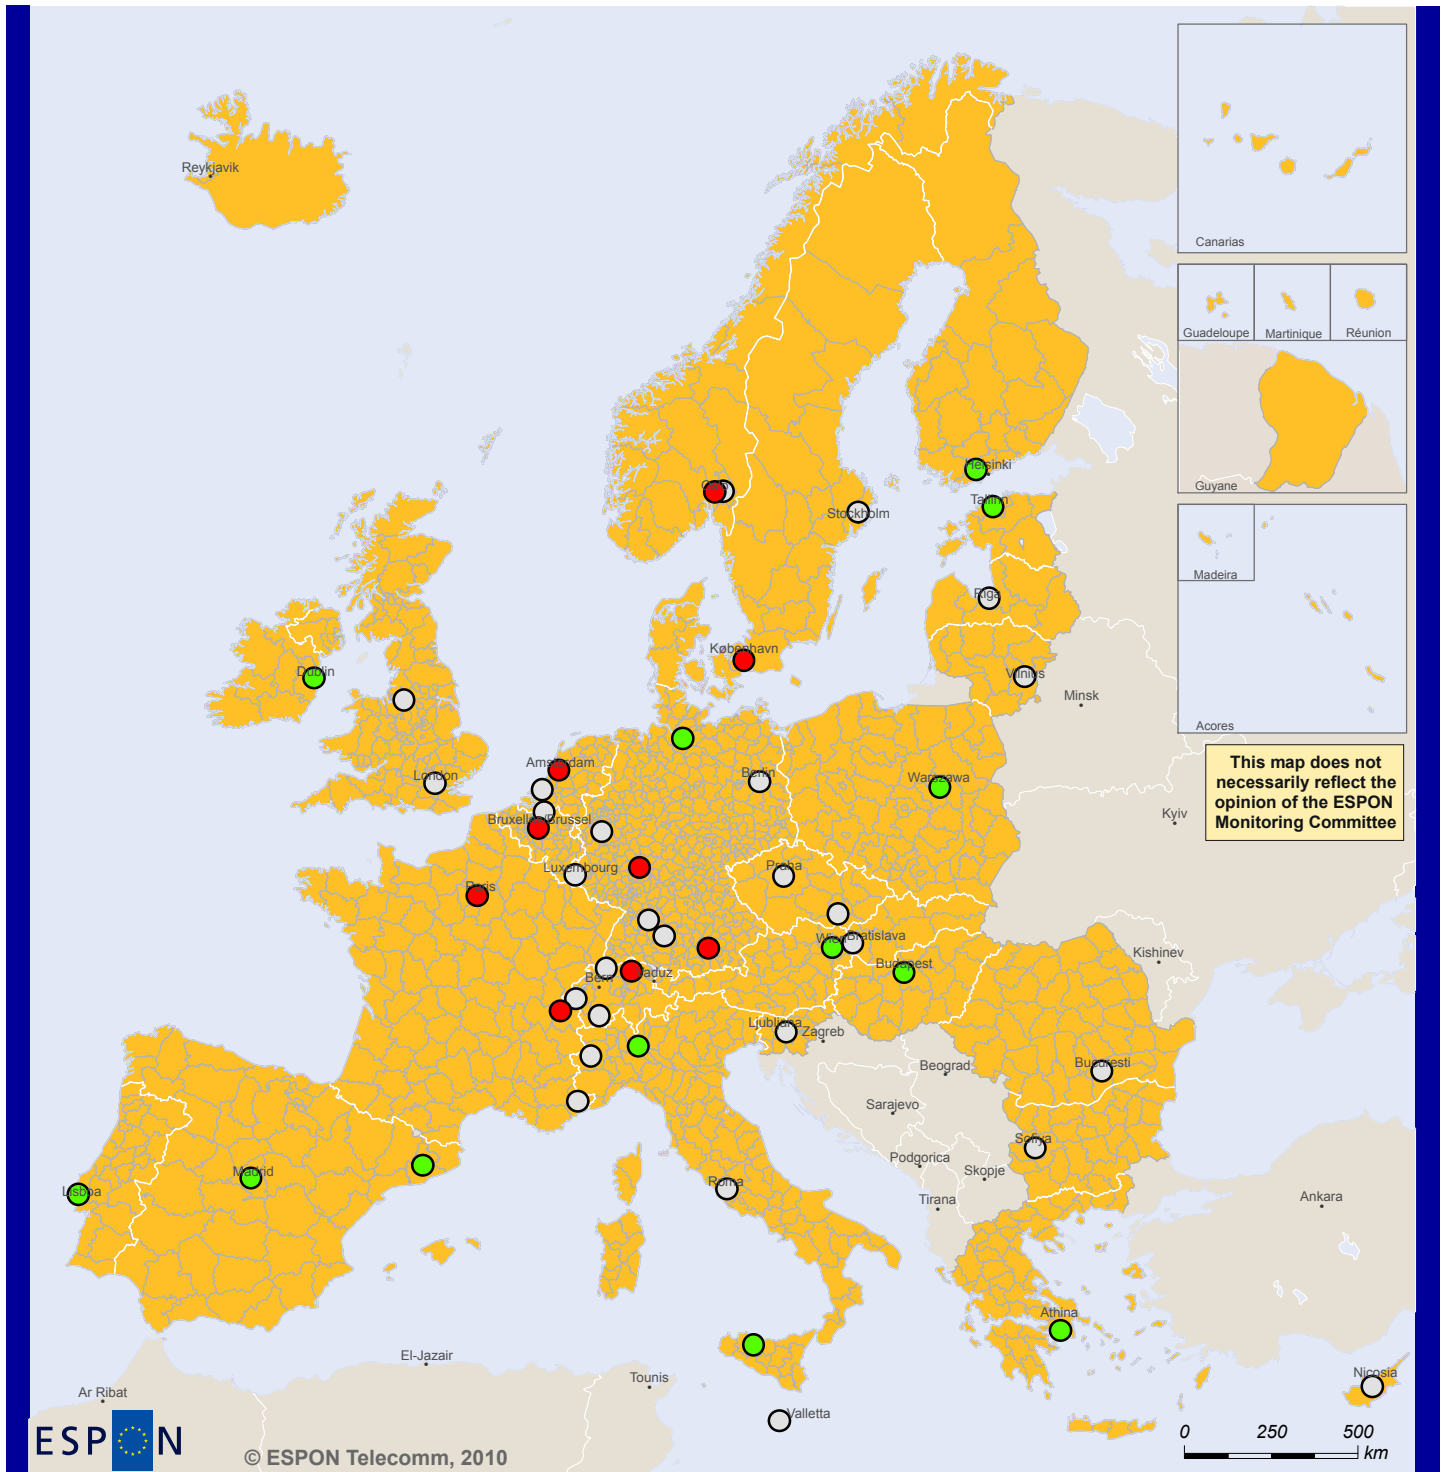 Reykjavik
Canarias
Guadeloupe
Martinique
Réunion
Guyane
Helsinki
Oslo
Tallinn
Stockholm
Madeira
Riga
København
Dublin
Vilnius
Minsk
Acores
This map does not
necessarily reflect the
opinion of the ESPON
Monitoring Committee
Amsterdam
London
Berlin
Warszawa
Kyiv
Bruxelles/Brussel
Luxembourg
Praha
Paris
Wien
Bratislava
Budapest
Kishinev
Bern
Vaduz
Ljubljana
Zagreb
Beograd
Bucuresti
Sarajevo
Sofiya
Podgorica
Skopje
Madrid
Lisboa
Roma
Tirana
Ankara
Athina
El-Jazair
Tounis
Nicosia
Ar Ribat
Valletta
ESPON
© ESPON Telecomm, 2010
0 250 500
km